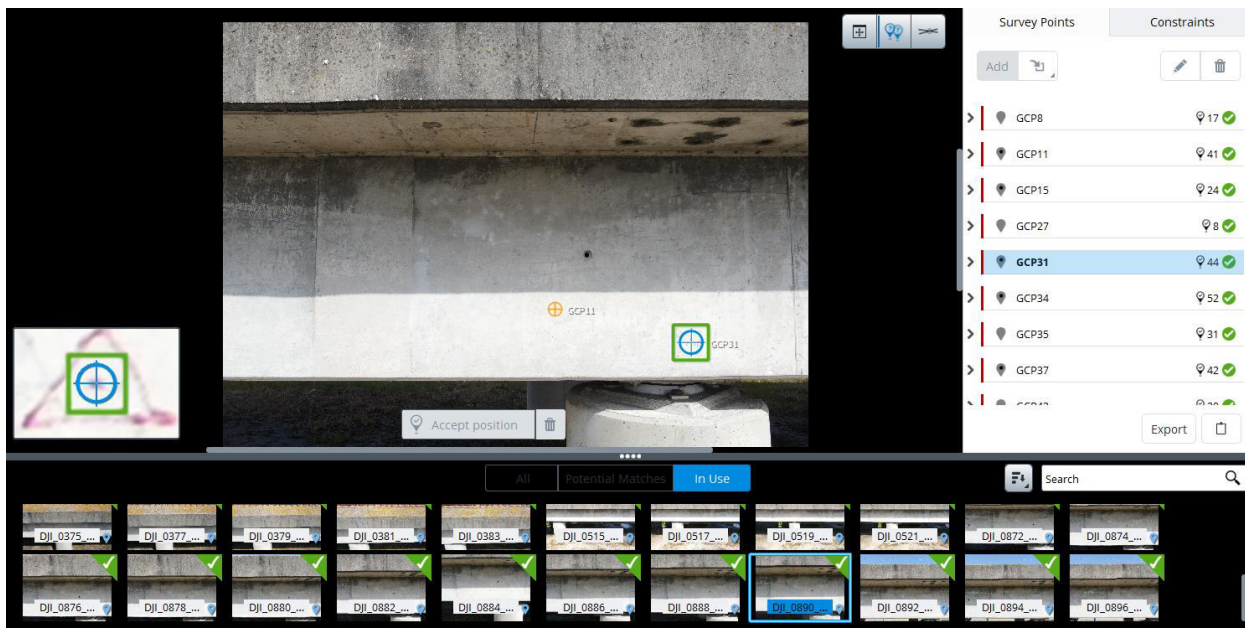 Survey Points
Constraints
Add
GCP8 17
GCP11 41
GCP15 24
GCP27 8
GCP31 44
GCP34 52
GCP35 31
GCP37 42
GCP11
GCP31
Accept position
Export
All Potential Matches In Use
Search
DJI_0375_... DJI_0377_... DJI_0379_... DJI_0381_... DJI_0383_... DJI_0515_... DJI_0517_... DJI_0519_... DJI_0521_... DJI_0872_... DJI_0874_...
DJI_0876_... DJI_0878_... DJI_0880_... DJI_0882_... DJI_0884_... DJI_0886_... DJI_0888_... DJI_0890_... DJI_0892_... DJI_0894_... DJI_0896_...